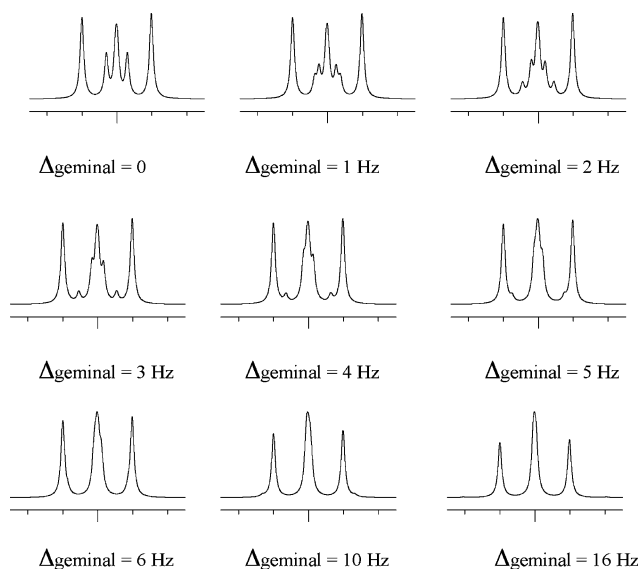 Δgeminal = 0
Δgeminal = 1 Hz
Δgeminal = 2 Hz
Δgeminal = 3 Hz
Δgeminal = 4 Hz
Δgeminal = 5 Hz
Δgeminal = 6 Hz
Δgeminal = 10 Hz
Δgeminal = 16 Hz